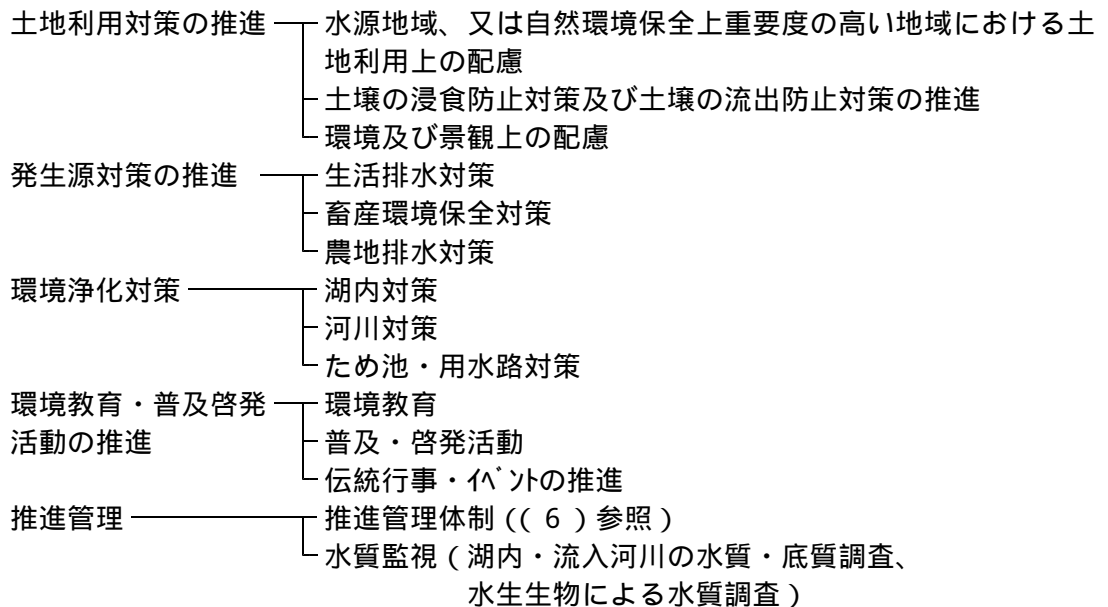 土地利用対策の推進 水源地域、又は自然環境保全上重要度の高い地域における土
地利用上の配慮
土壌の浸食防止対策及び土壌の流出防止対策の推進
環境及び景観上の配慮
発生源対策の推進 生活排水対策
畜産環境保全対策
農地排水対策
環境浄化対策 湖内対策
河川対策
ため池・用水路対策
環境教育・普及啓発 環境教育
活動の推進 普及・啓発活動
伝統行事・ｲﾍﾞﾝﾄの推進
推進管理 推進管理体制（（６）参照）
水質監視（湖内・流入河川の水質・底質調査、
水生生物による水質調査）